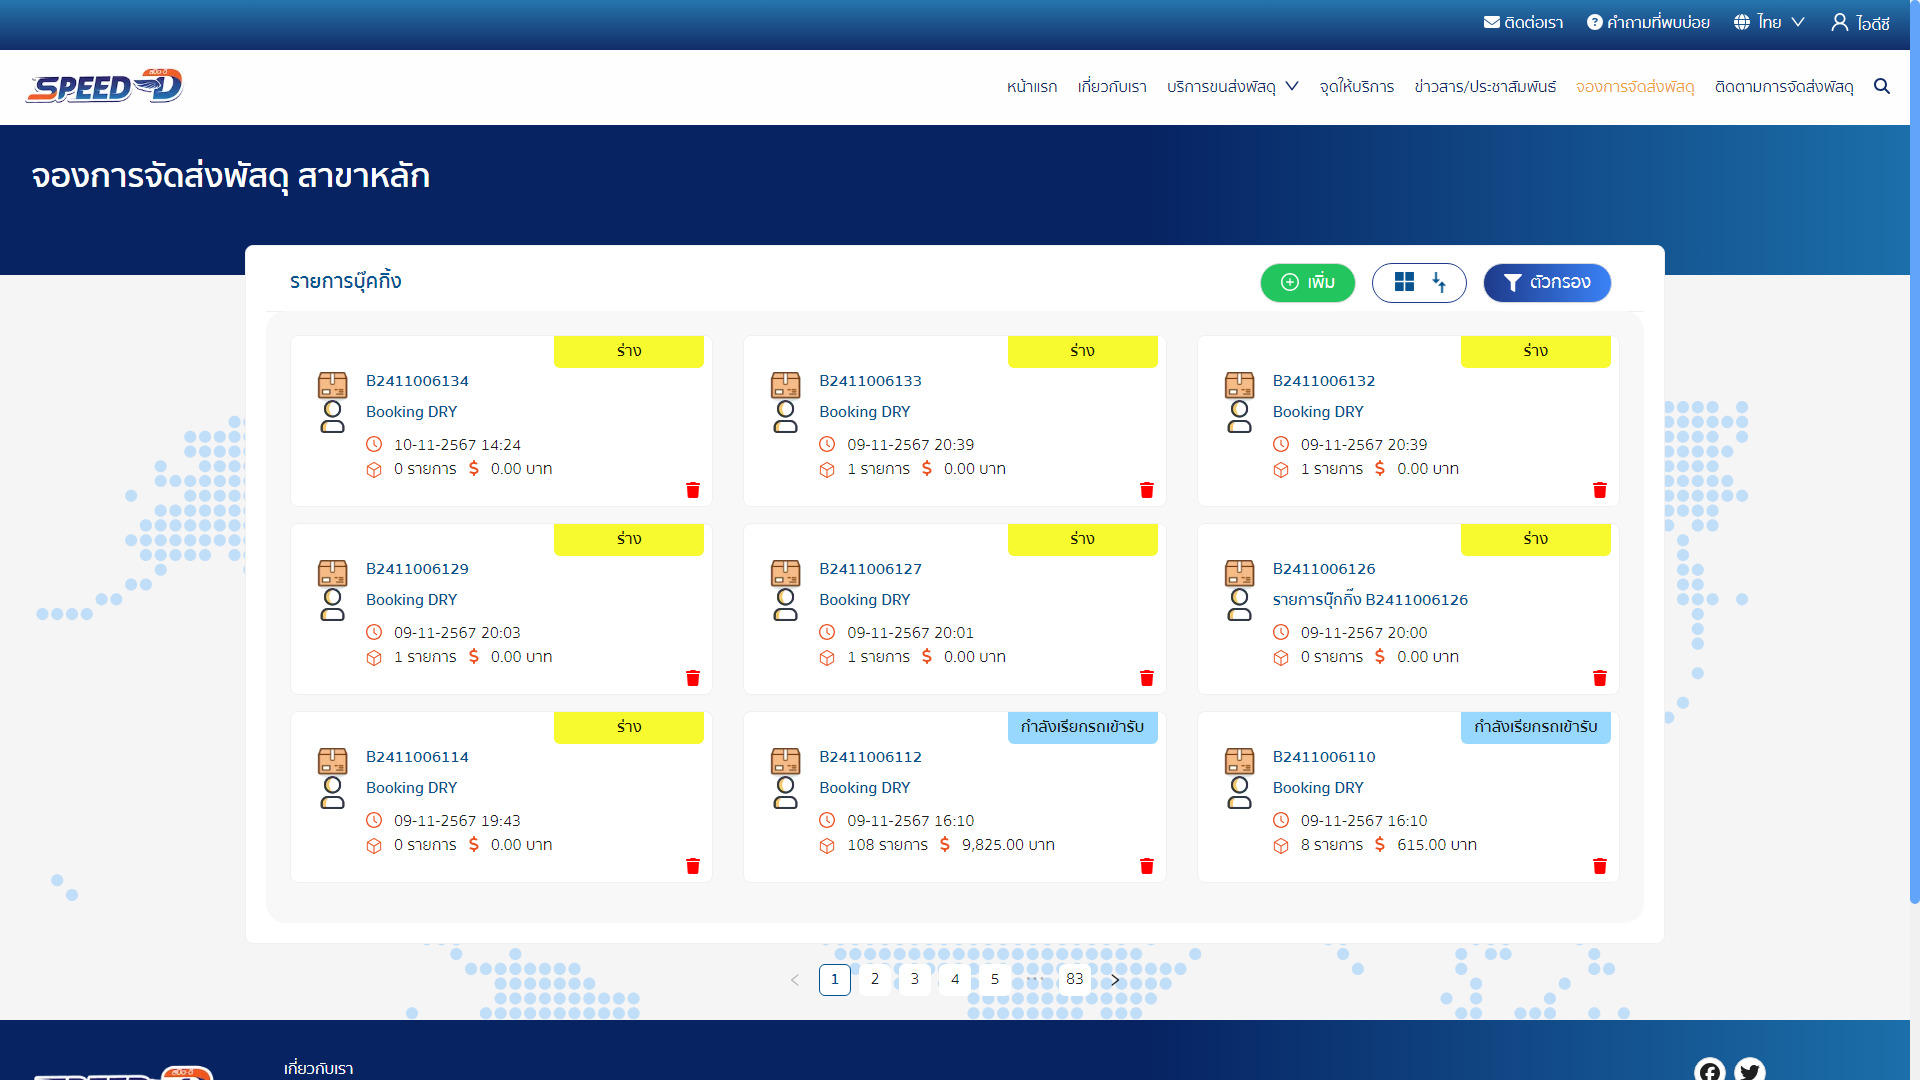 ติดต่อเรา คำถามที่พบบ่อย ไทย ไอดีซี
SPEED-D สปีด-ดี
หน้าแรก เกี่ยวกับเรา บริการขนส่งพัสดุ จุดให้บริการ ข่าวสาร/ประชาสัมพันธ์ จองการจัดส่งพัสดุ ติดตามการจัดส่งพัสดุ
จองการจัดส่งพัสดุ สาขาหลัก
รายการบุ๊คกิ้ง เพิ่ม ตัวกรอง
ร่าง ร่าง ร่าง
B2411006134 B2411006133 B2411006132
Booking DRY Booking DRY Booking DRY
10-11-2567 14:24 09-11-2567 20:39 09-11-2567 20:39
0 รายการ $ 0.00 บาท 1 รายการ $ 0.00 บาท 1 รายการ $ 0.00 บาท
ร่าง ร่าง ร่าง
B2411006129 B2411006127 B2411006126
Booking DRY Booking DRY รายการบุ๊กกิ๊ง B2411006126
09-11-2567 20:03 09-11-2567 20:01 09-11-2567 20:00
1 รายการ $ 0.00 บาท 1 รายการ $ 0.00 บาท 0 รายการ $ 0.00 บาท
ร่าง กำลังเรียกรถเข้ารับ กำลังเรียกรถเข้ารับ
B2411006114 B2411006112 B2411006110
Booking DRY Booking DRY Booking DRY
09-11-2567 19:43 09-11-2567 16:10 09-11-2567 16:10
0 รายการ $ 0.00 บาท 108 รายการ $ 9,825.00 บาท 8 รายการ $ 615.00 บาท
1 2 3 4 5 ••• 83
เกี่ยวกับเรา